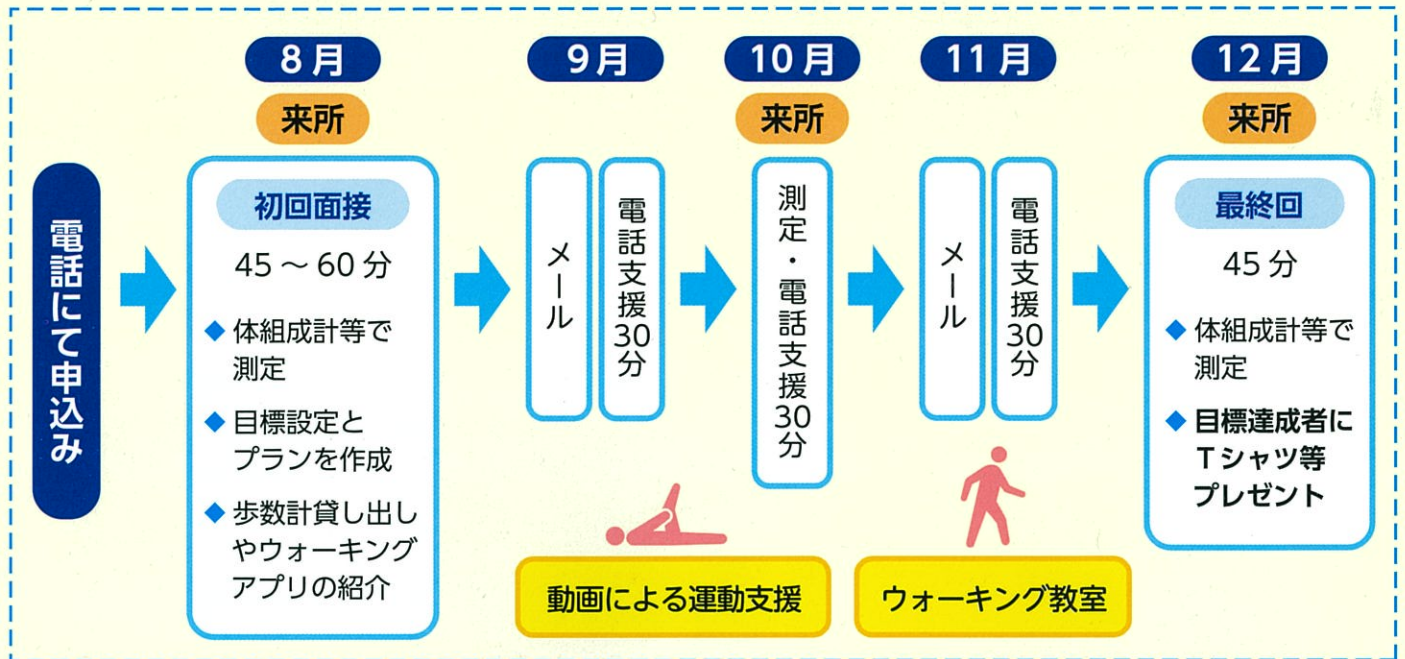 電話にて申込み
8月
来所
初回面接
45～60分
◆体組成計等で
測定
◆目標設定と
プランを作成
◆歩数計貸し出し
やウォーキング
アプリの紹介
9月
メール
電話支援30分
10月
来所
測定・電話支援30分
動画による運動支援
11月
メール
電話支援30分
ウォーキング教室
12月
来所
最終回
45分
◆体組成計等で
測定
◆目標達成者に
Tシャツ等
プレゼント